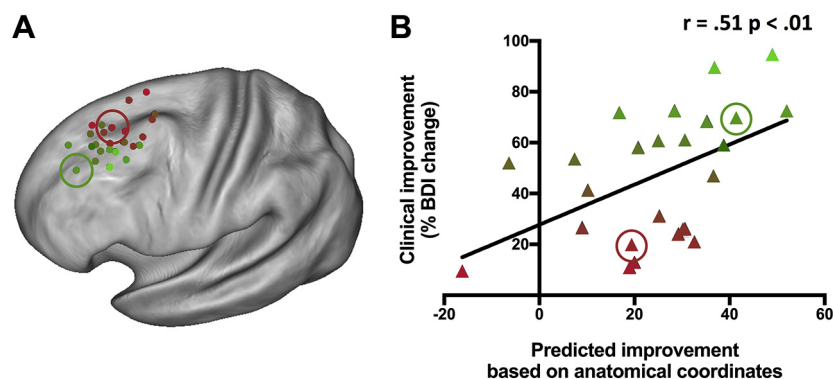 A
B
r = .51 p < .01
Clinical improvement
(% BDI change)
100
80
60
40
20
-20
0
20
40
60
Predicted improvement
based on anatomical coordinates